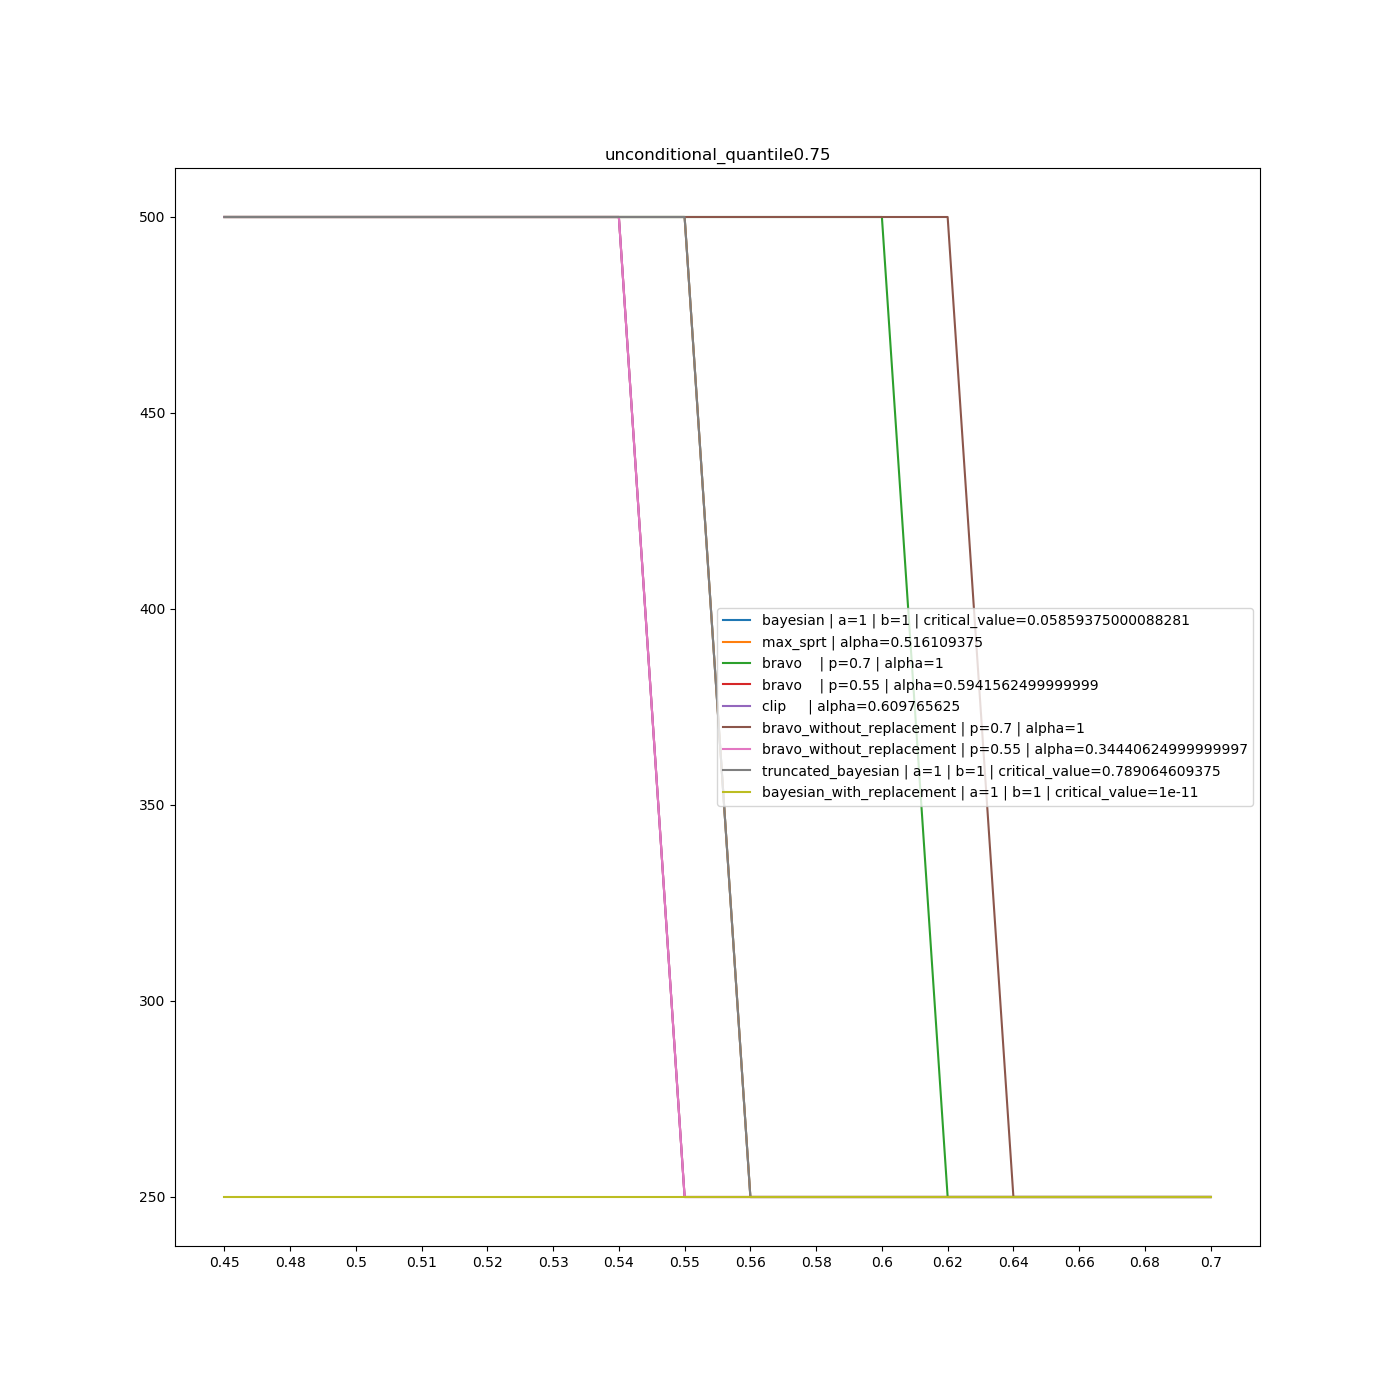 unconditional_quantile0.75
500
450
400
350
300
250
bayesian | a=1 | b=1 | critical_value=0.05859375000088281
max_sprt | alpha=0.516109375
bravo    | p=0.7 | alpha=1
bravo    | p=0.55 | alpha=0.5941562499999999
clip     | alpha=0.609765625
bravo_without_replacement | p=0.7 | alpha=1
bravo_without_replacement | p=0.55 | alpha=0.34440624999999997
truncated_bayesian | a=1 | b=1 | critical_value=0.789064609375
bayesian_with_replacement | a=1 | b=1 | critical_value=1e-11
0.45 0.48 0.5 0.51 0.52 0.53 0.54 0.55 0.56 0.58 0.6 0.62 0.64 0.66 0.68 0.7